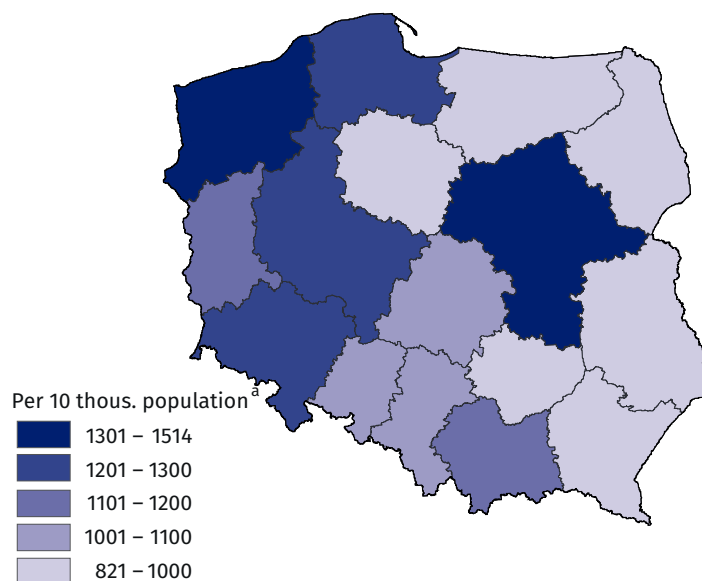 Per 10 thous. population a
1301 – 1514
1201 – 1300
1101 – 1200
1001 – 1100
821 – 1000